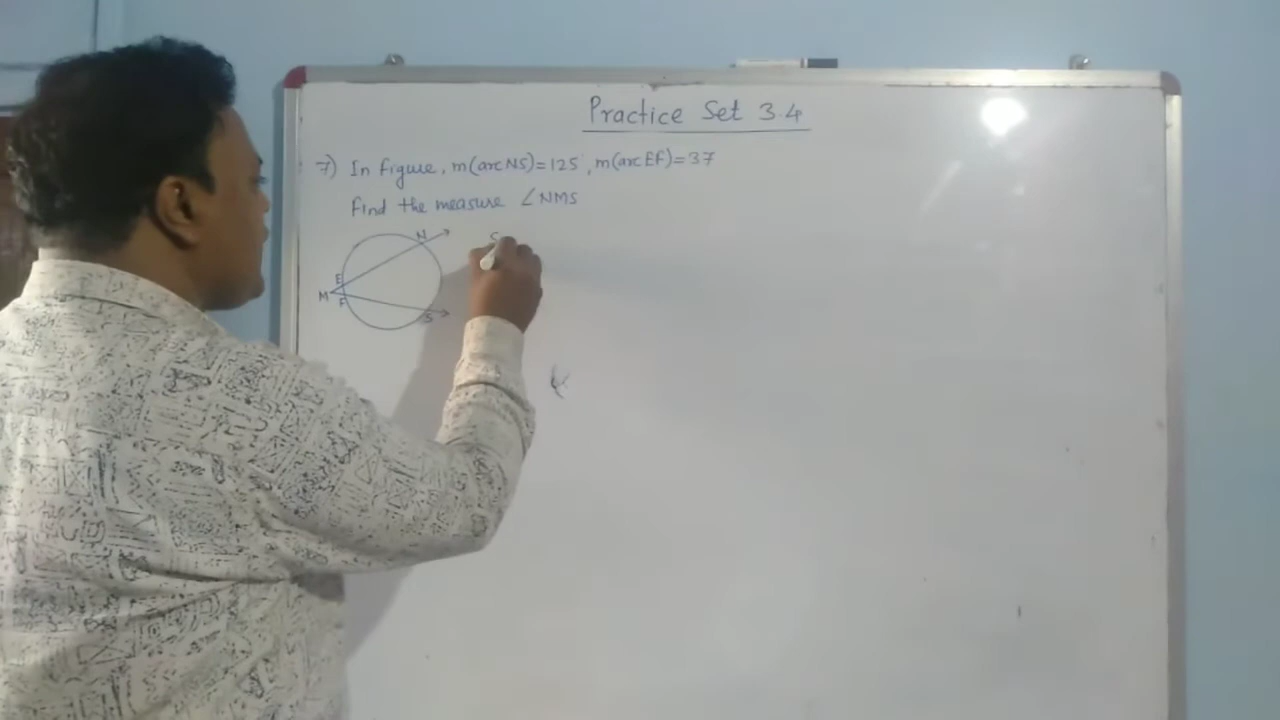 Practice Set 3.4
7) In figure, m(arc NS)=125, m(arc EF)=37
Find the measure ∠NMS
N
S
E
M
F
S